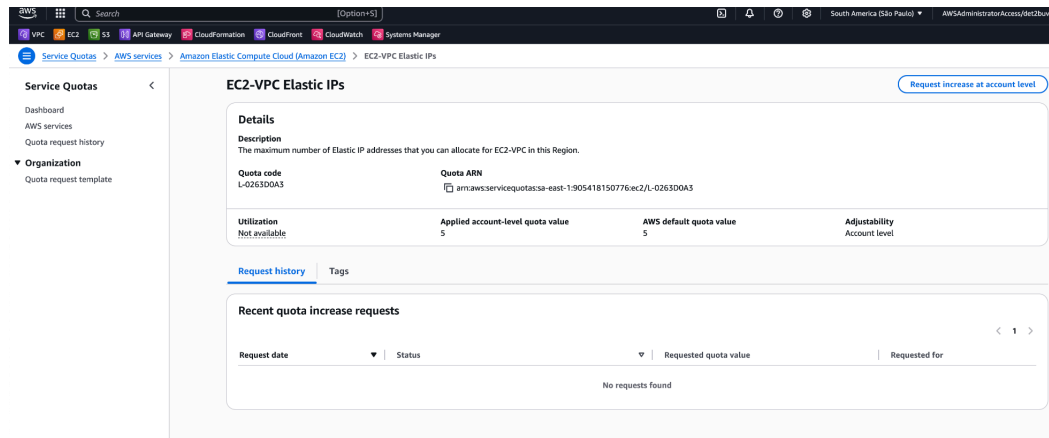 aws Search [Option+S] South America (São Paulo) ▼ AWSAdministratorAccess/det2buv
VPC EC2 S3 API Gateway CloudFormation CloudFront CloudWatch Systems Manager
Service Quotas > AWS services > Amazon Elastic Compute Cloud (Amazon EC2) > EC2-VPC Elastic IPs
Service Quotas
Dashboard
AWS services
Quota request history
▼ Organization
Quota request template
EC2-VPC Elastic IPs
Request increase at account level
Details
Description
The maximum number of Elastic IP addresses that you can allocate for EC2-VPC in this Region.
Quota code
L-0263D0A3
Quota ARN
arn:aws:servicequotas:sa-east-1:905418150776:ec2/L-0263D0A3
Utilization
Not available
Applied account-level quota value
5
AWS default quota value
5
Adjustability
Account level
Request history Tags
Recent quota increase requests
< 1 >
Request date Status Requested quota value Requested for
No requests found